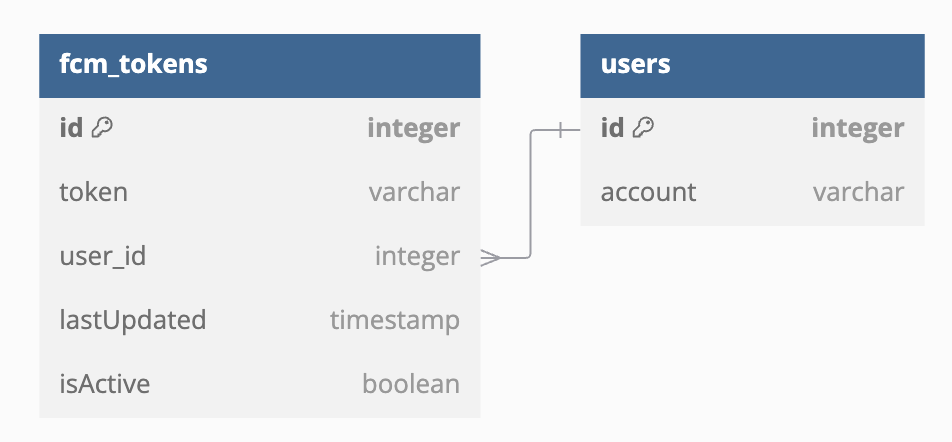 fcm_tokens
id integer
token varchar
user_id integer
lastUpdated timestamp
isActive boolean
users
id integer
account varchar